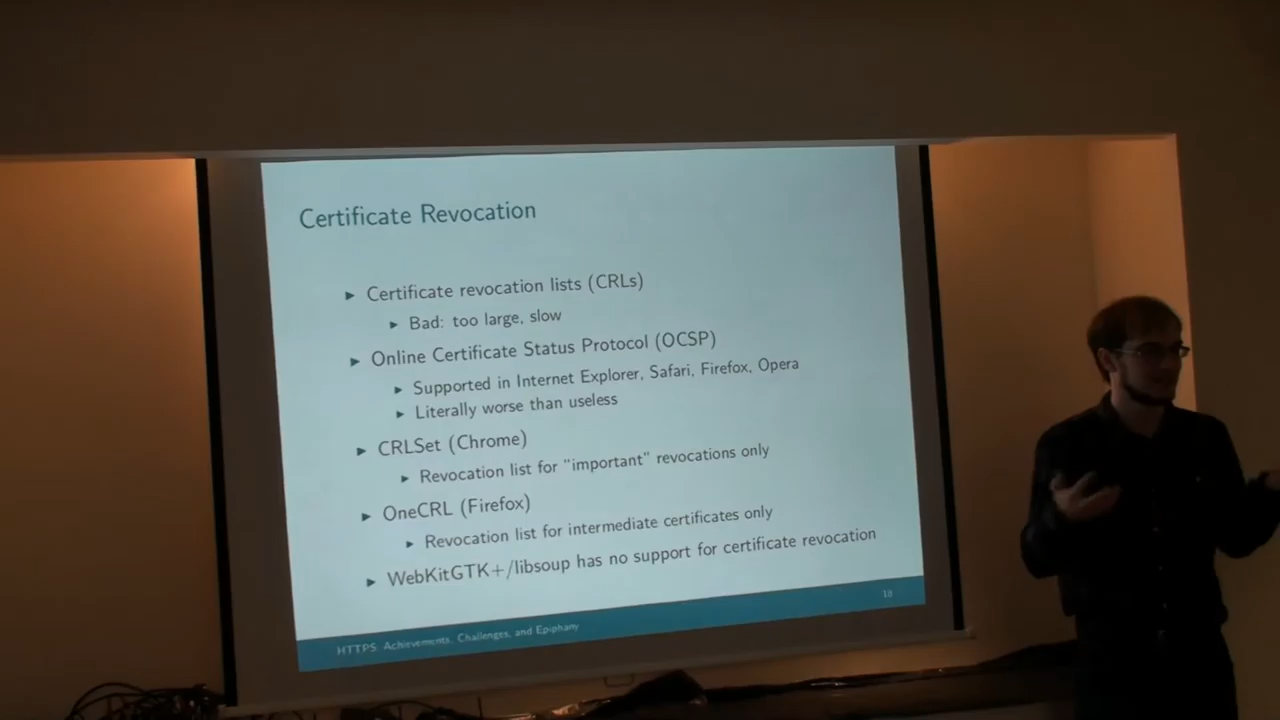 Certificate Revocation
Certificate revocation lists (CRLs)
Bad: too large, slow
Online Certificate Status Protocol (OCSP)
Supported in Internet Explorer, Safari, Firefox, Opera
Literally worse than useless
CRLSet (Chrome)
Revocation list for “important” revocations only
OneCRL (Firefox)
Revocation list for intermediate certificates only
WebKitGTK+/libsoup has no support for certificate revocation
18
HTTPS: Achievements, Challenges, and Epiphany